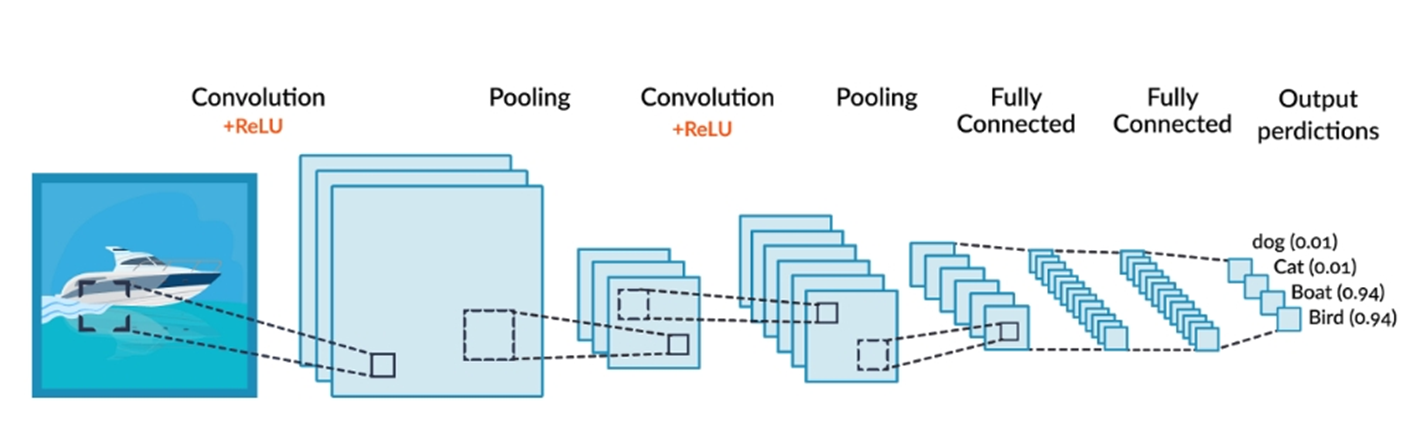 Convolution
+ReLU
Pooling
Convolution
+ReLU
Pooling
Fully
Connected
Fully
Connected
Output
perdictions
dog (0.01)
Cat (0.01)
Boat (0.94)
Bird (0.94)